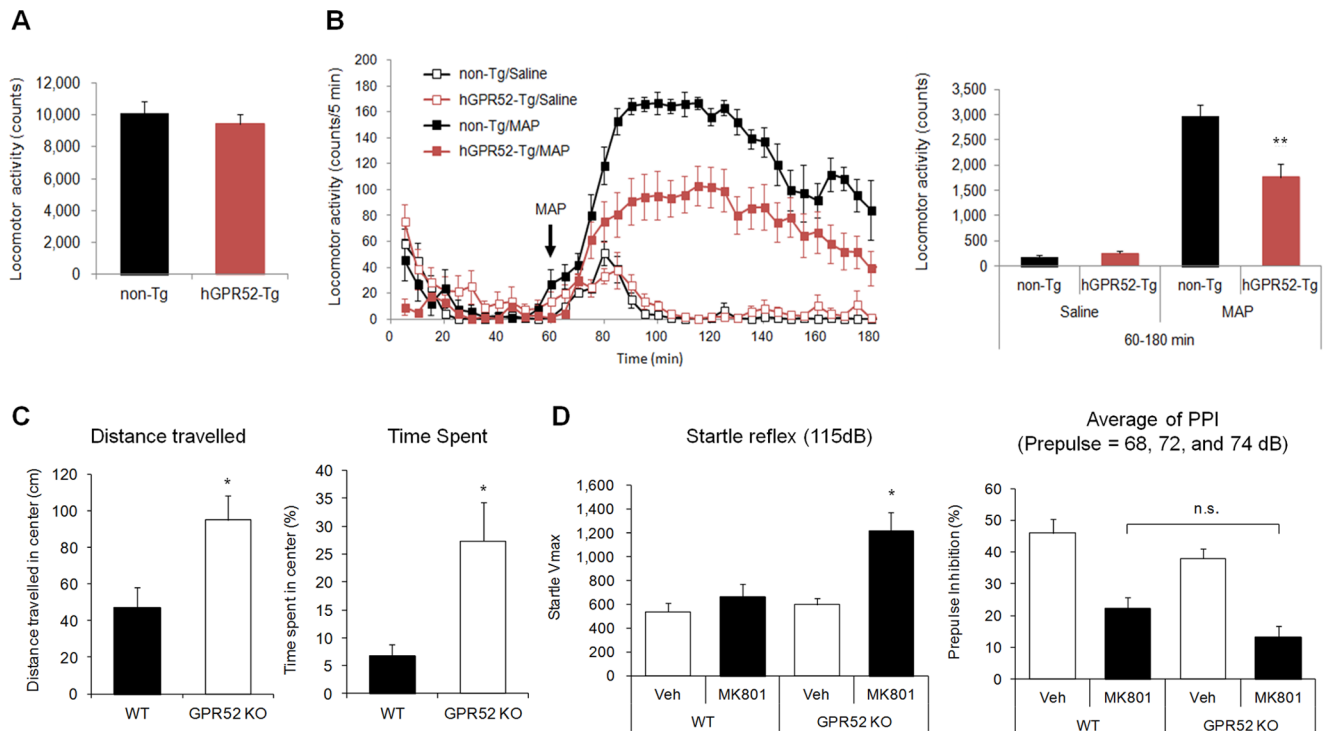 A
Locomotor activity (counts)
12,000
10,000
8,000
6,000
4,000
2,000
0
non-Tg
hGPR52-Tg
B
Locomotor activity (counts/5 min)
200
180
160
140
120
100
80
60
40
20
0
non-Tg/Saline
hGPR52-Tg/Saline
non-Tg/MAP
hGPR52-Tg/MAP
MAP
0 20 40 60 80 100 120 140 160 180
Time (min)
Locomotor activity (counts)
3,500
3,000
2,500
2,000
1,500
1,000
500
0
**
non-Tg hGPR52-Tg non-Tg hGPR52-Tg
Saline MAP
60-180 min
C
Distance travelled
Distance travelled in center (cm)
120
100
80
60
40
20
0
*
WT GPR52 KO
Time Spent
Time spent in center (%)
40
35
30
25
20
15
10
5
0
*
WT GPR52 KO
D
Startle reflex (115dB)
Startle Vmax
1,600
1,400
1,200
1,000
800
600
400
200
0
*
Veh MK801 Veh MK801
WT GPR52 KO
Average of PPI
(Prepulse = 68, 72, and 74 dB)
Prepulse Inhibition (%)
60
50
40
30
20
10
0
n.s.
Veh MK801 Veh MK801
WT GPR52 KO